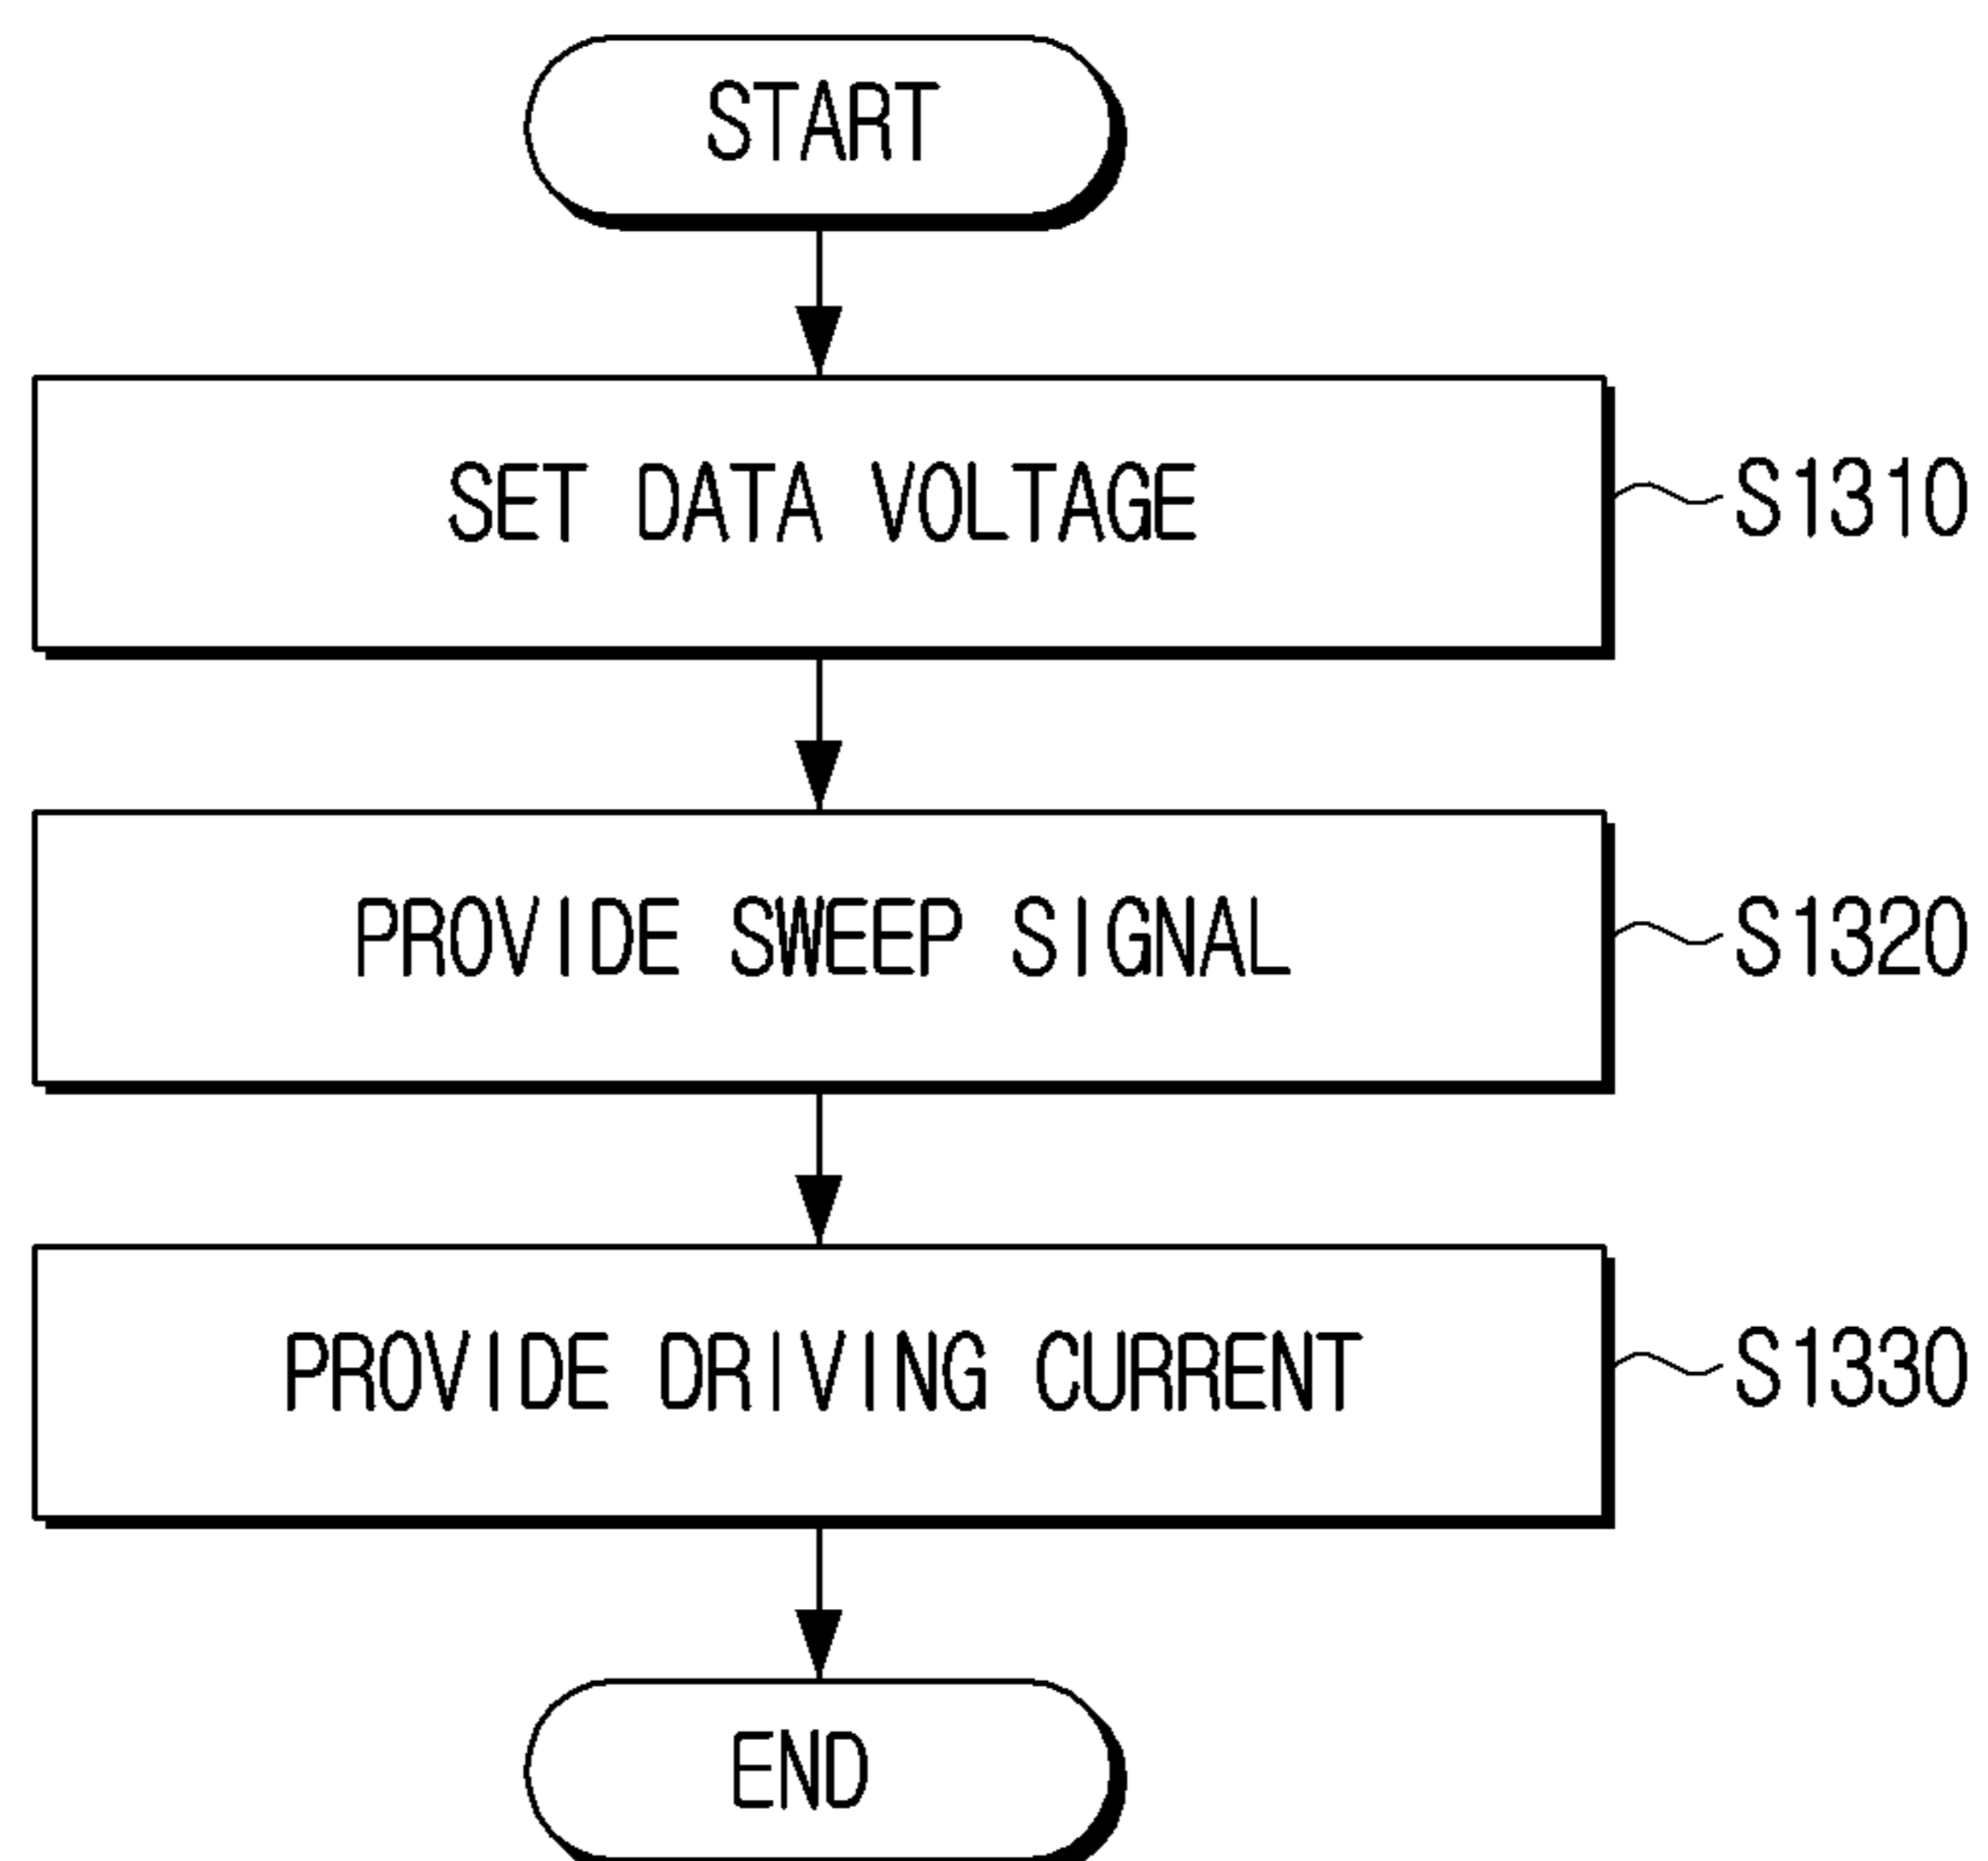 START
SET DATA VOLTAGE
S1310
PROVIDE SWEEP SIGNAL
S1320
PROVIDE DRIVING CURRENT
S1330
END